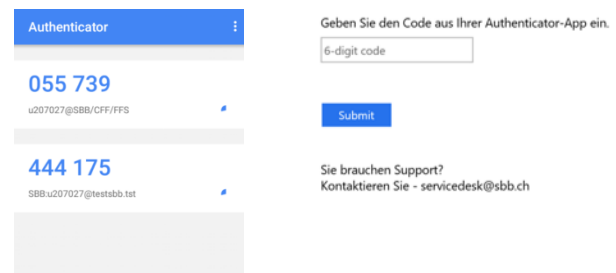 Authenticator
055 739
u207027@SBB/CFF/FFS
444 175
SBB:u207027@testsbb.tst
Geben Sie den Code aus Ihrer Authenticator-App ein.
6-digit code
Submit
Sie brauchen Support?
Kontaktieren Sie - servicedesk@sbb.ch